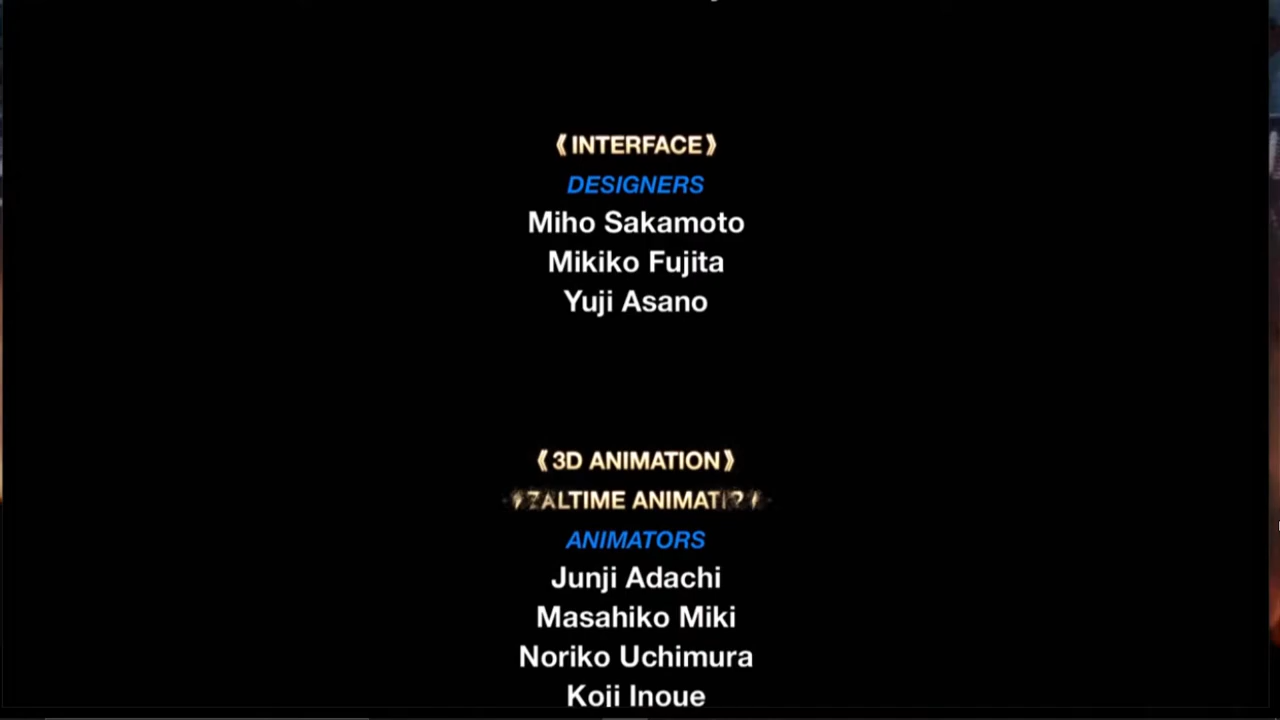 《INTERFACE》
DESIGNERS
Miho Sakamoto
Mikiko Fujita
Yuji Asano
《3D ANIMATION》
ANIMATORS
Junji Adachi
Masahiko Miki
Noriko Uchimura
Koji Inoue